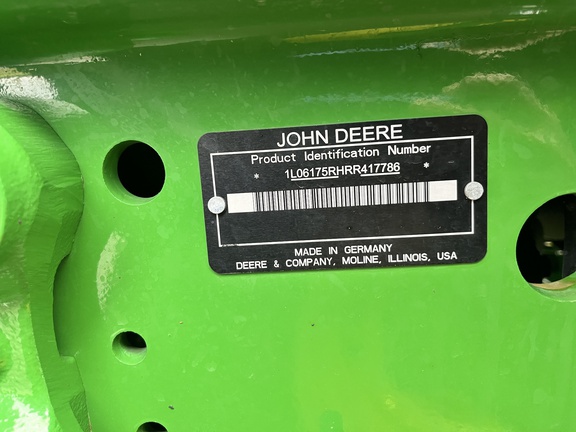 JOHN DEERE
Product Identification Number
* 1L06175RHRR417786 *
MADE IN GERMANY
DEERE & COMPANY, MOLINE, ILLINOIS, USA